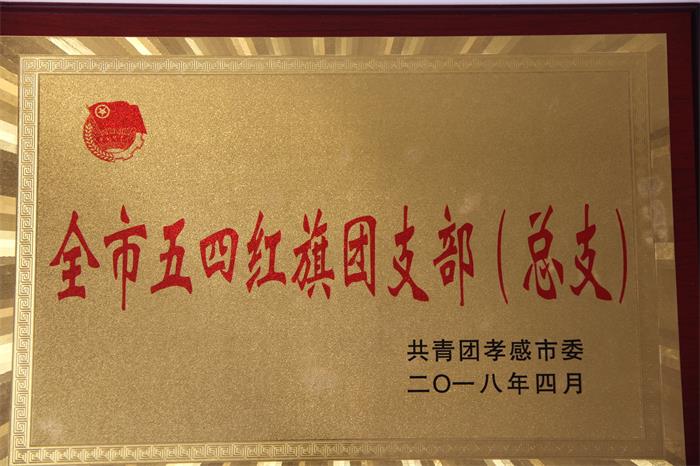 全市五四红旗团支部(总支)
共青团孝感市委
二〇一八年四月